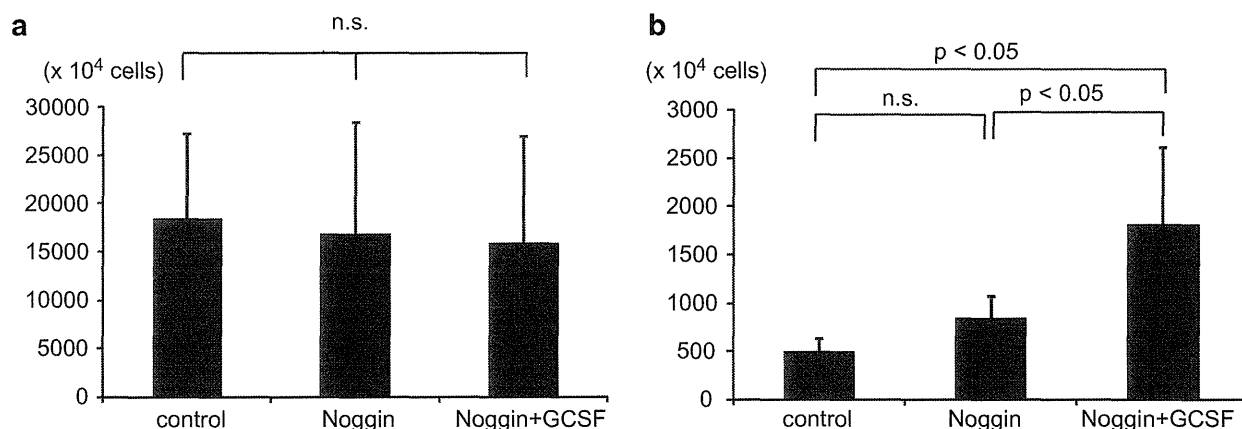 a
n.s.
(x 10⁴ cells)
30000
25000
20000
15000
10000
5000
0
control Noggin Noggin+GCSF
b
(x 10⁴ cells)
p < 0.05
n.s. p < 0.05
3000
2500
2000
1500
1000
500
0
control Noggin Noggin+GCSF